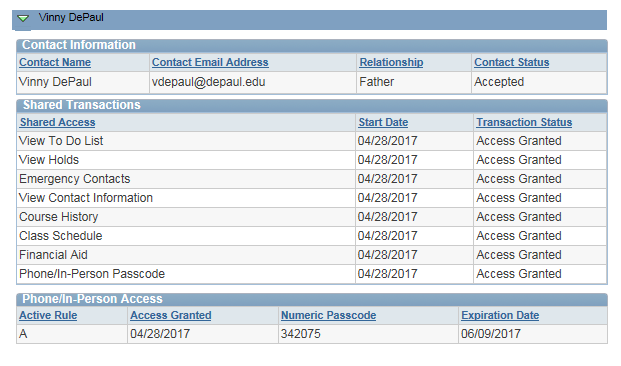 Vinny DePaul
Contact Information
Contact Name Contact Email Address Relationship Contact Status
Vinny DePaul vdepaul@depaul.edu Father Accepted
Shared Transactions
Shared Access Start Date Transaction Status
View To Do List 04/28/2017 Access Granted
View Holds 04/28/2017 Access Granted
Emergency Contacts 04/28/2017 Access Granted
View Contact Information 04/28/2017 Access Granted
Course History 04/28/2017 Access Granted
Class Schedule 04/28/2017 Access Granted
Financial Aid 04/28/2017 Access Granted
Phone/In-Person Passcode 04/28/2017 Access Granted
Phone/In-Person Access
Active Rule Access Granted Numeric Passcode Expiration Date
A 04/28/2017 342075 06/09/2017